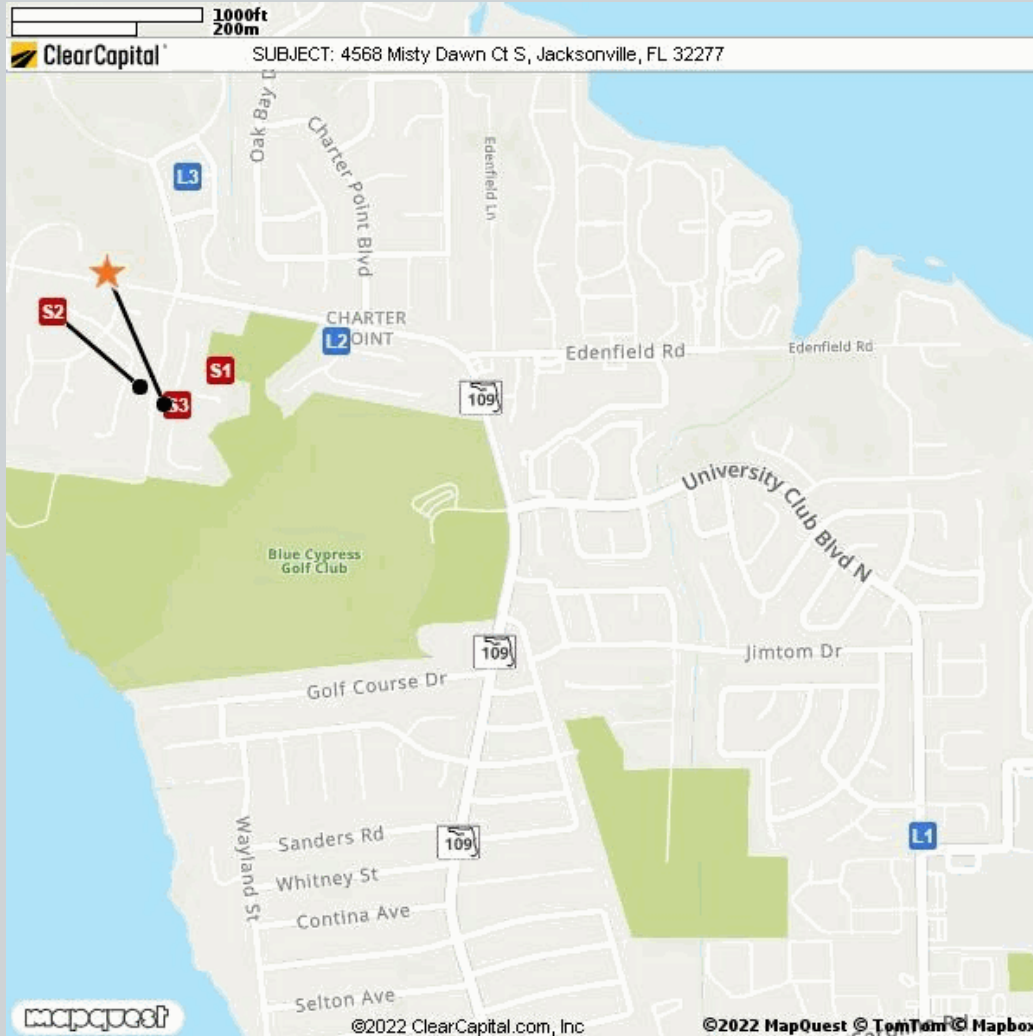 1000ft
200m
ClearCapital
SUBJECT: 4568 Misty Dawn Ct S, Jacksonville, FL 32277
Oak Bay D
Charter Point Blvd
Edenfield Ln
L3
S2
CHARTER
OINT
L2
S1
S3
Edenfield Rd
Edenfield Rd
109
University Club Blvd N
Blue Cypress
Golf Club
109
Jimtom Dr
Golf Course Dr
Sanders Rd
109
L1
Wayland St
Whitney St
Contina Ave
Selton Ave
mapquest
©2022 ClearCapital.com, Inc
©2022 MapQuest © TomTom © Mapbox